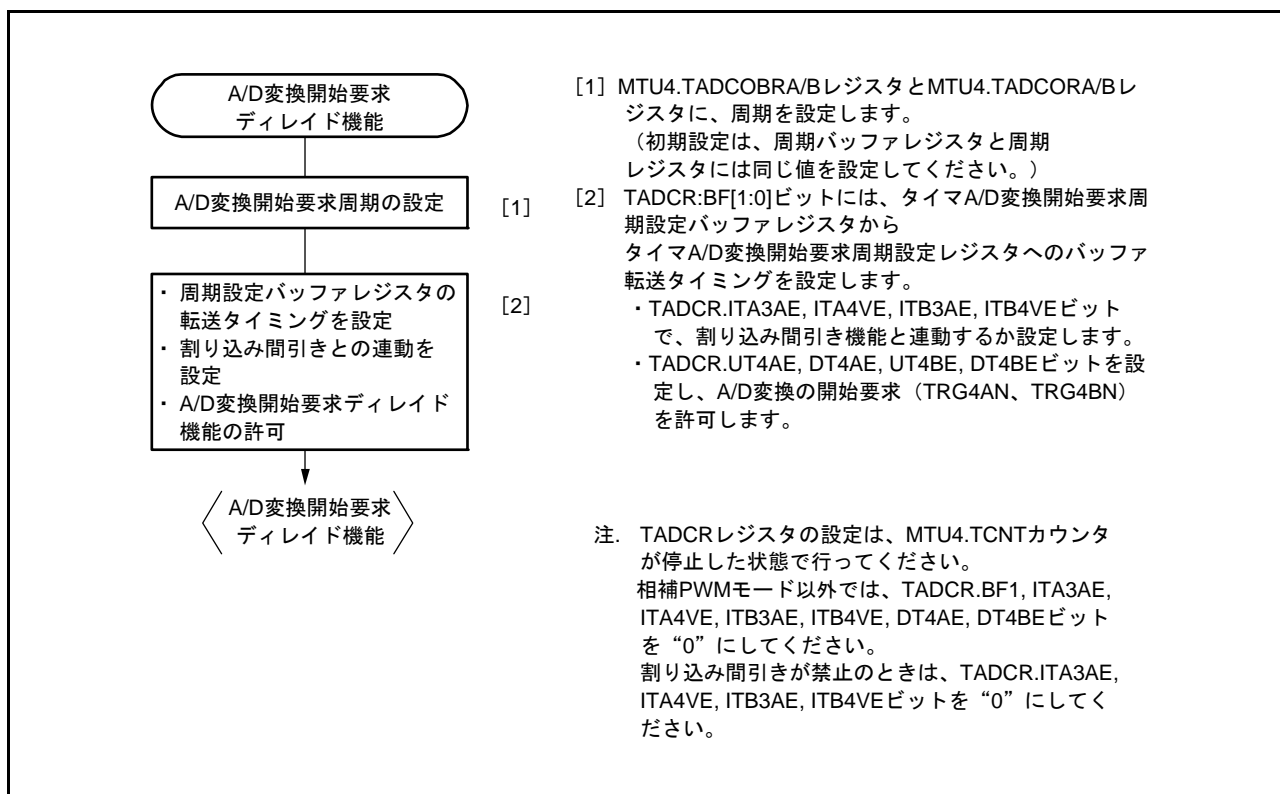 A/D変換開始要求
ディレイド機能
A/D変換開始要求周期の設定
[1]
・ 周期設定バッファレジスタの
転送タイミングを設定
・ 割り込み間引きとの連動を
設定
・ A/D変換開始要求ディレイド
機能の許可
[2]
A/D変換開始要求
ディレイド機能
[1] MTU4.TADCOBRA/BレジスタとMTU4.TADCORA/Bレ
ジスタに、周期を設定します。
（初期設定は、周期バッファレジスタと周期
レジスタには同じ値を設定してください。）
[2] TADCR:BF[1:0]ビットには、タイマA/D変換開始要求周
期設定バッファレジスタから
タイマA/D変換開始要求周期設定レジスタへのバッファ
転送タイミングを設定します。
・TADCR.ITA3AE, ITA4VE, ITB3AE, ITB4VEビット
で、割り込み間引き機能と連動するか設定します。
・TADCR.UT4AE, DT4AE, UT4BE, DT4BEビットを設
定し、A/D変換の開始要求（TRG4AN、TRG4BN）
を許可します。
注. TADCRレジスタの設定は、MTU4.TCNTカウンタ
が停止した状態で行ってください。
相補PWMモード以外では、TADCR.BF1, ITA3AE,
ITA4VE, ITB3AE, ITB4VE, DT4AE, DT4BEビット
を“0”にしてください。
割り込み間引きが禁止のときは、TADCR.ITA3AE,
ITA4VE, ITB3AE, ITB4VEビットを“0”にしてく
ださい。